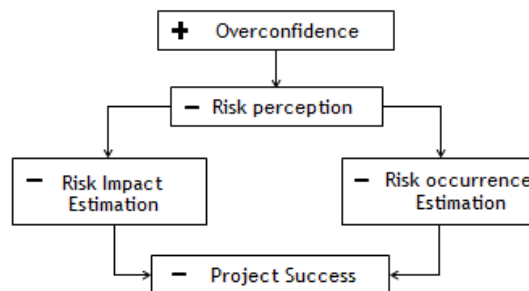 + Overconfidence
− Risk perception
− Risk Impact
Estimation
− Risk occurrence
Estimation
− Project Success